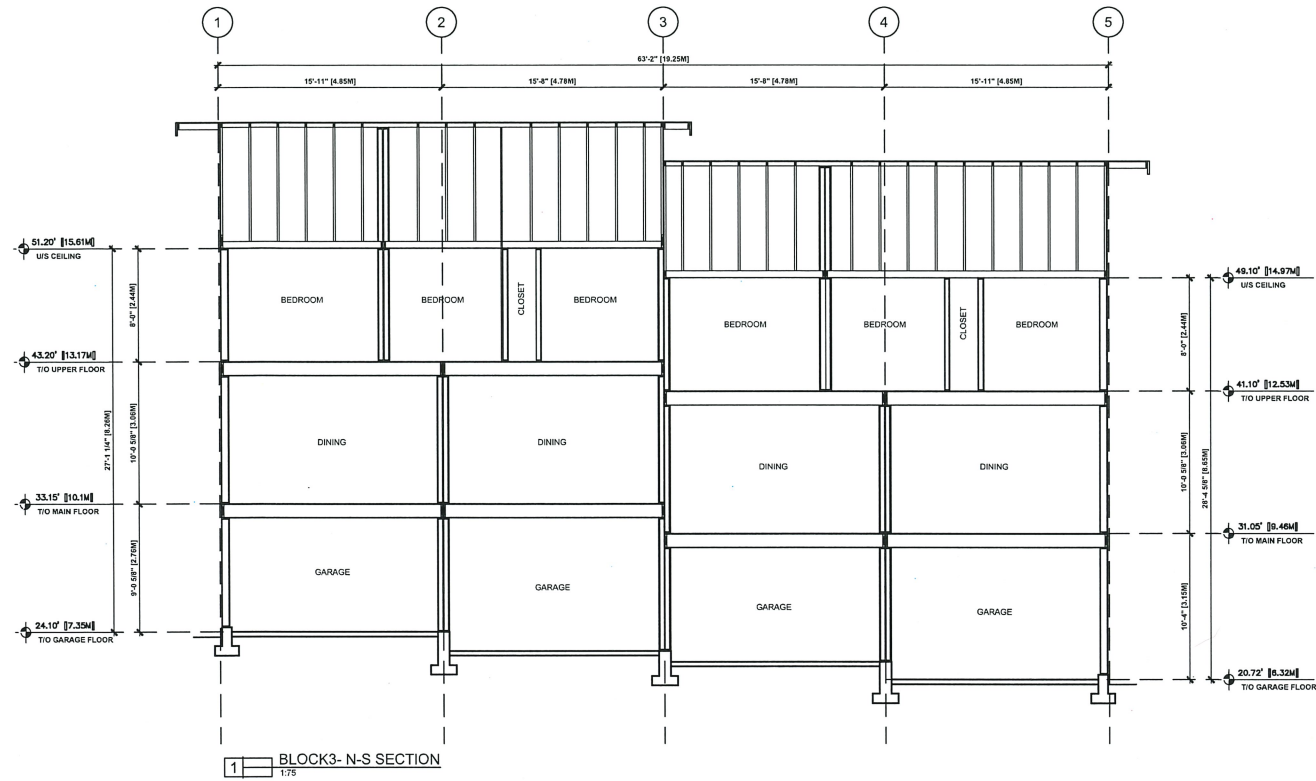 1
2
3
4
5
63'-2" [19.25M]
15'-11" [4.85M]
15'-8" [4.78M]
15'-8" [4.78M]
15'-11" [4.85M]
51.20' [15.61M]
U/S CEILING
43.20' [13.17M]
T/O UPPER FLOOR
33.15' [10.1M]
T/O MAIN FLOOR
24.10' [7.35M]
T/O GARAGE FLOOR
27'-1 1/4" [8.26M]
8'-0" [2.44M]
10'-0 5/8" [3.06M]
9'-0 5/8" [2.76M]
BEDROOM
BEDROOM
CLOSET
BEDROOM
DINING
DINING
GARAGE
GARAGE
BEDROOM
BEDROOM
CLOSET
BEDROOM
DINING
DINING
GARAGE
GARAGE
8'-0" [2.44M]
10'-0 5/8" [3.06M]
10'-4" [3.15M]
28'-4 5/8" [8.65M]
49.10' [14.97M]
U/S CEILING
41.10' [12.53M]
T/O UPPER FLOOR
31.05' [9.46M]
T/O MAIN FLOOR
20.72' [6.32M]
T/O GARAGE FLOOR
1
BLOCK3- N-S SECTION
1:75